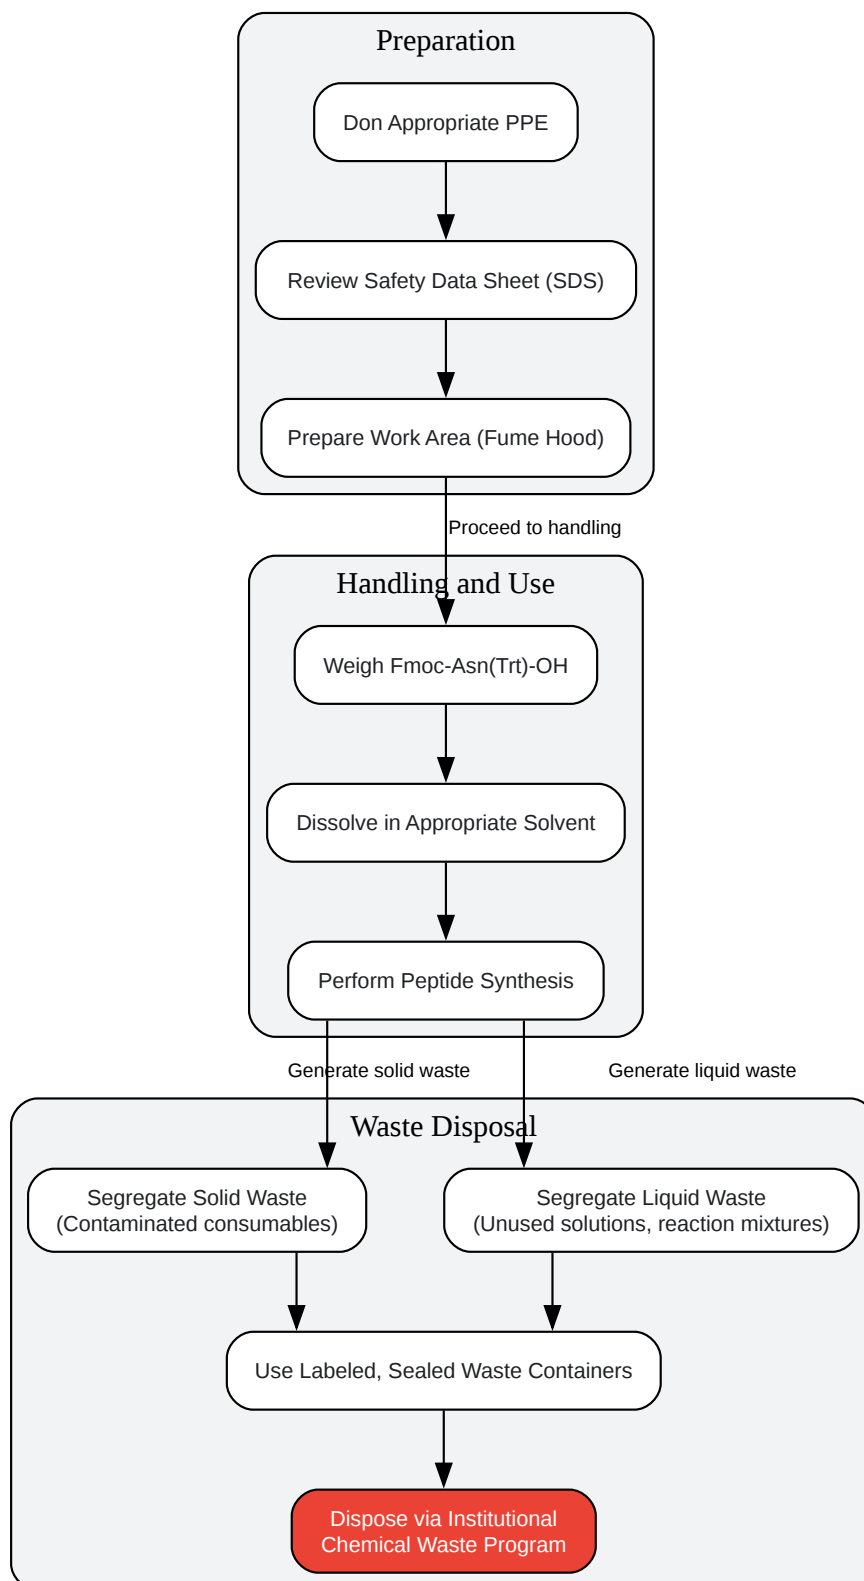 Preparation
Don Appropriate PPE
Review Safety Data Sheet (SDS)
Prepare Work Area (Fume Hood)
Proceed to handling
Handling and Use
Weigh Fmoc-Asn(Trt)-OH
Dissolve in Appropriate Solvent
Perform Peptide Synthesis
Generate solid waste
Generate liquid waste
Waste Disposal
Segregate Solid Waste
(Contaminated consumables)
Segregate Liquid Waste
(Unused solutions, reaction mixtures)
Use Labeled, Sealed Waste Containers
Dispose via Institutional
Chemical Waste Program